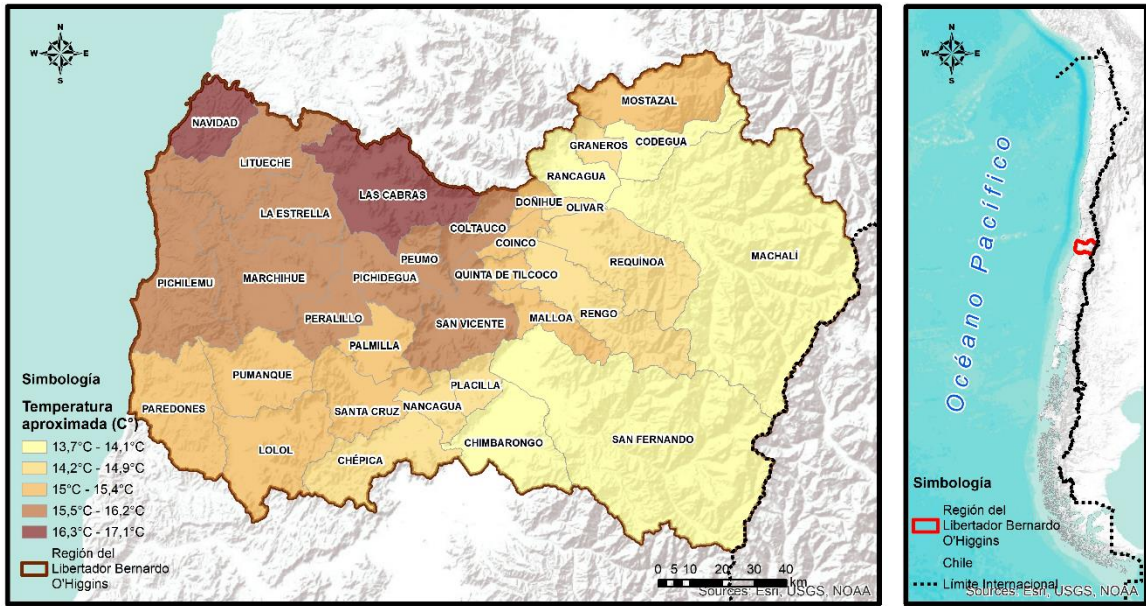 N
W E
S
MOSTAZAL
NAVIDAD
GRANEROS
CODEGUA
LITUECHE
RANCAGUA
LAS CABRAS
DOÑIHUE
OLIVAR
LA ESTRELLA
COLTAUCO
COINCO
PEUMO
REQUÍNOA
MACHALÍ
PICHILEMU
MARCHIHUE
PICHIDEGUA
QUINTA DE TILCOCO
PERALILLO
MALLOA
RENGO
SAN VICENTE
PALMILLA
PUMANQUE
PLACILLA
PAREDONES
SANTA CRUZ
NANCAGUA
CHIMBARONGO
SAN FERNANDO
LOLOL
CHÉPICA
Simbología
Temperatura
aproximada (C°)
13,7°C - 14,1°C
14,2°C - 14,9°C
15°C - 15,4°C
15,5°C - 16,2°C
16,3°C - 17,1°C
Región del
Libertador Bernardo
O'Higgins
0 5 10 20 30 40
km
Sources: Esri, USGS, NOAA
N
W E
S
Océano Pacífico
Simbología
Región del
Libertador Bernardo
O'Higgins
Chile
Límite Internacional
Sources: Esri, USGS, NOAA